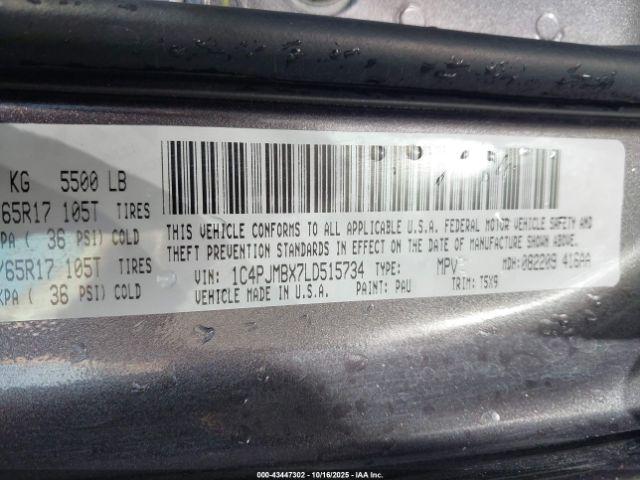 KG 5500 LB
65R17 105T TIRES
PA ( 36 PSI) COLD
/65R17 105T TIRES
KPA ( 36 PSI) COLD
THIS VEHICLE CONFORMS TO ALL APPLICABLE U.S.A. FEDERAL MOTOR VEHICLE SAFETY AND
THEFT PREVENTION STANDARDS IN EFFECT ON THE DATE OF MANUFACTURE SHOWN ABOVE.
VIN: 1C4PJMBX7LD515734 TYPE: MPV MDH: 082209 416AA
VEHICLE MADE IN U.S.A. PAINT: PAU TRIM: T5X9
000-43447302 | 10/16/2025 | IAA Inc.